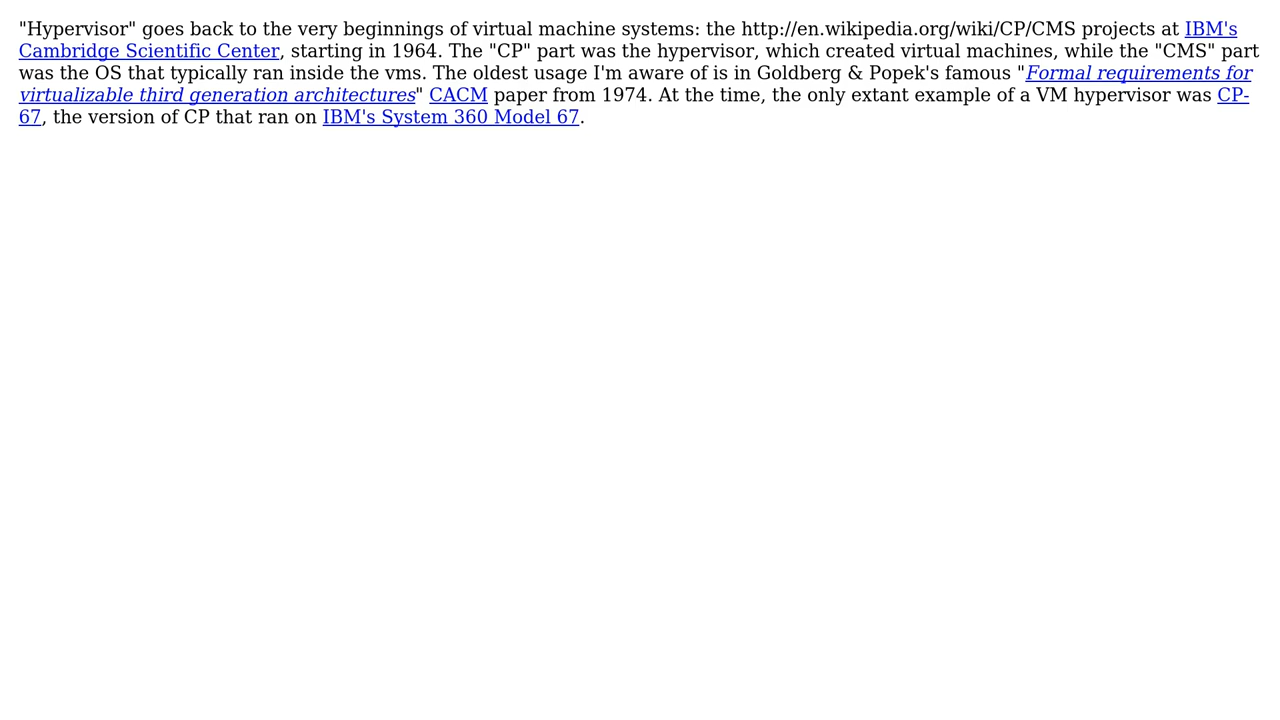 "Hypervisor" goes back to the very beginnings of virtual machine systems: the http://en.wikipedia.org/wiki/CP/CMS projects at IBM's
Cambridge Scientific Center, starting in 1964. The "CP" part was the hypervisor, which created virtual machines, while the "CMS" part
was the OS that typically ran inside the vms. The oldest usage I'm aware of is in Goldberg & Popek's famous "Formal requirements for
virtualizable third generation architectures" CACM paper from 1974. At the time, the only extant example of a VM hypervisor was CP-
67, the version of CP that ran on IBM's System 360 Model 67.